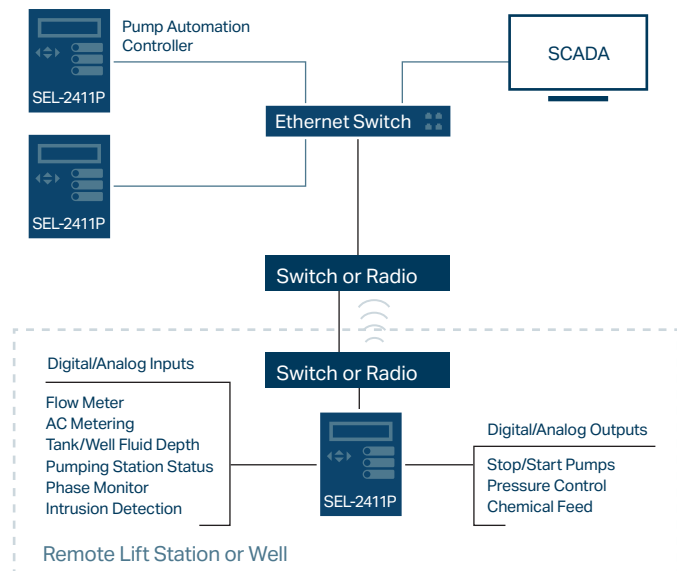 Pump Automation
Controller
SEL-2411P
SCADA
Ethernet Switch
SEL-2411P
Switch or Radio
Switch or Radio
Digital/Analog Inputs
Flow Meter
AC Metering
Tank/Well Fluid Depth
Pumping Station Status
Phase Monitor
Intrusion Detection
SEL-2411P
Digital/Analog Outputs
Stop/Start Pumps
Pressure Control
Chemical Feed
Remote Lift Station or Well